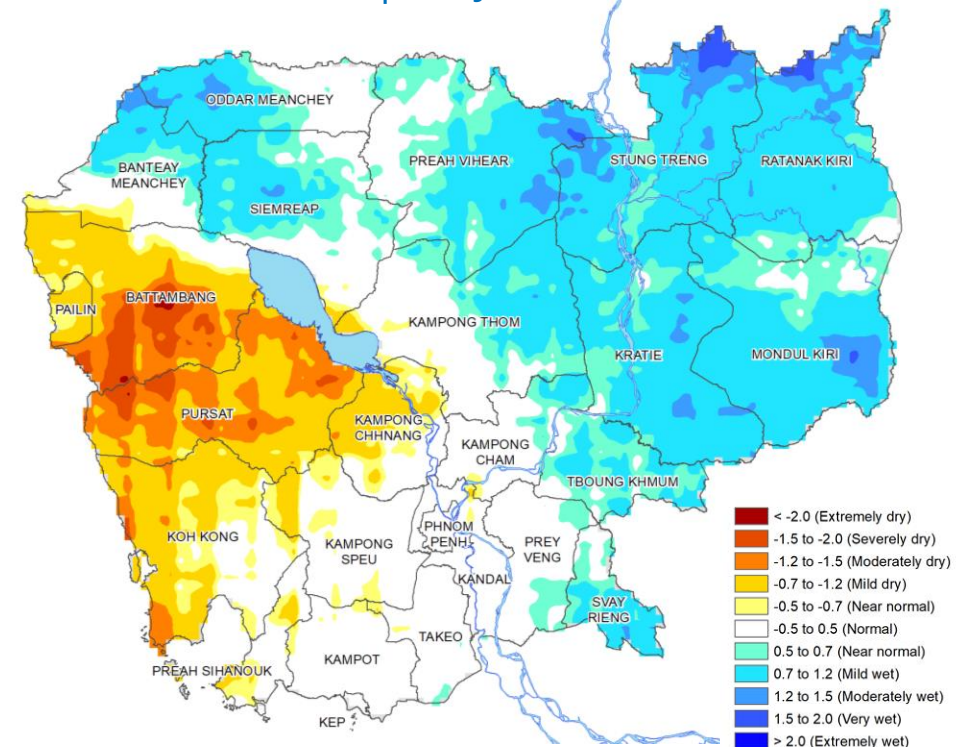 ODDAR MEANCHEY
BANTEAY
MEANCHEY
SIEMREAP
PREAH VIHEAR
STUNG TRENG
RATANAK KIRI
BATTAMBANG
PAILIN
KAMPONG THOM
KRATIE
MONDUL KIRI
PURSAT
KAMPONG
CHHNANG
KAMPONG
CHAM
TBOUNG KHMUM
KOH KONG
KAMPONG
SPEU
PHNOM
PENH
PREY
VENG
KANDAL
SVAY
RIENG
TAKEO
PREAH SIHANOUK
KAMPOT
KEP
< -2.0 (Extremely dry)
-1.5 to -2.0 (Severely dry)
-1.2 to -1.5 (Moderately dry)
-0.7 to -1.2 (Mild dry)
-0.5 to -0.7 (Near normal)
-0.5 to 0.5 (Normal)
0.5 to 0.7 (Near normal)
0.7 to 1.2 (Mild wet)
1.2 to 1.5 (Moderately wet)
1.5 to 2.0 (Very wet)
> 2.0 (Extremely wet)